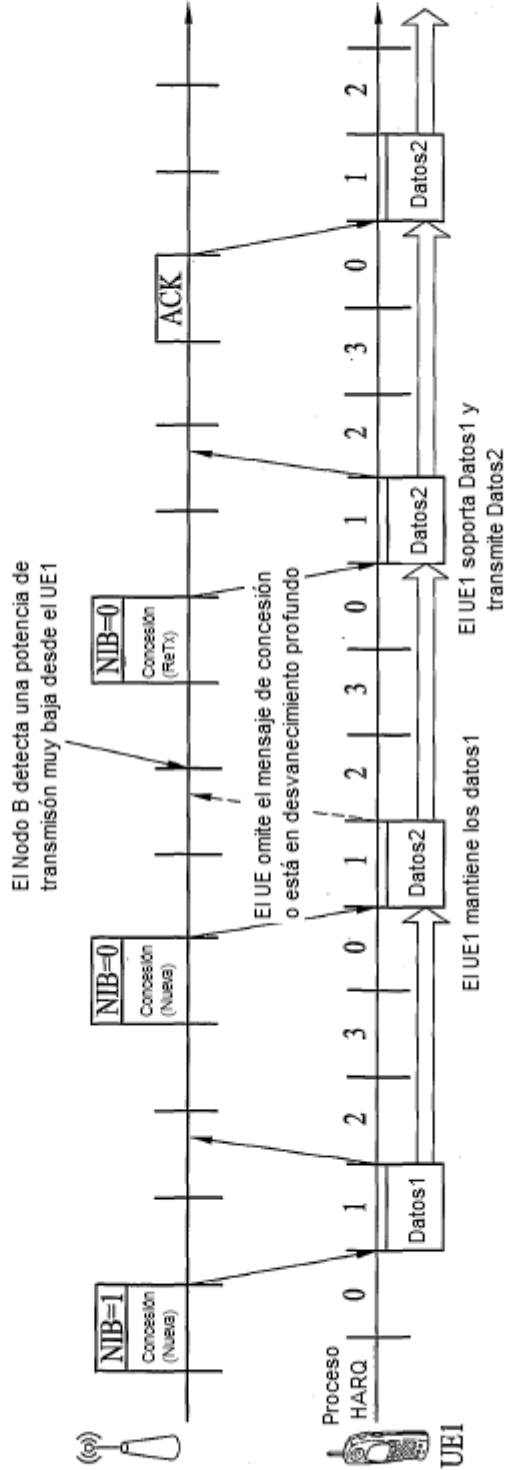 El Nodo B detecta una potencia de
transmisón muy baja desde el UE1
NIB=1
Concesión
(Nueva)
NIB=0
Concesión
(Nueva)
NIB=0
Concesión
(ReTx)
ACK
El UE omite el mensaje de concesión
o está en desvanecimiento profundo
Proceso
HARQ
0 1 2 3 0 1 2 3 0 1 2 3 0 1 2
UE1
Datos1
Datos2
Datos2
Datos2
El UE1 mantiene los datos1
El UE1 soporta Datos1 y
transmite Datos2